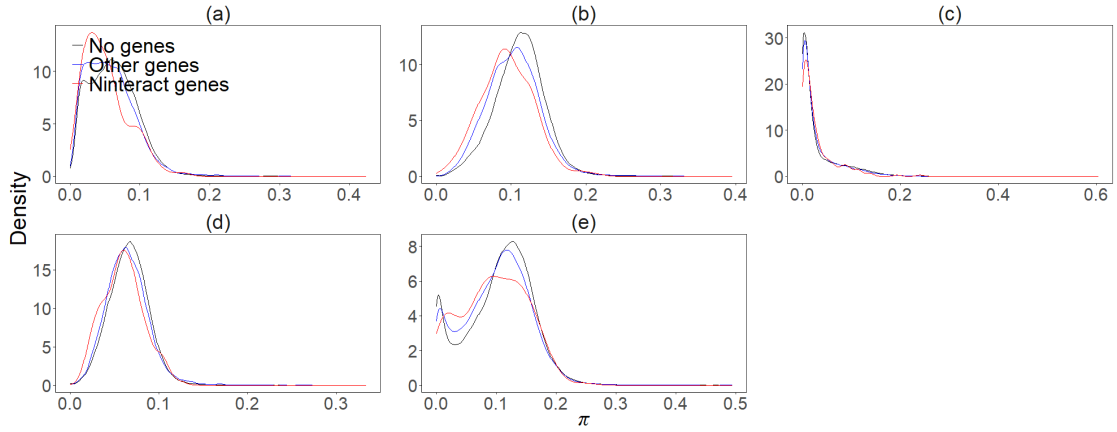 (a)
No genes
Other genes
Ninteract genes
10
5
0
0.0 0.1 0.2 0.3 0.4
(b)
10
5
0
0.0 0.1 0.2 0.3 0.4
(c)
30
20
10
0
0.0 0.2 0.4 0.6
Density
(d)
15
10
5
0
0.0 0.1 0.2 0.3
(e)
8
6
4
2
0
0.0 0.1 0.2 0.3 0.4 0.5
π